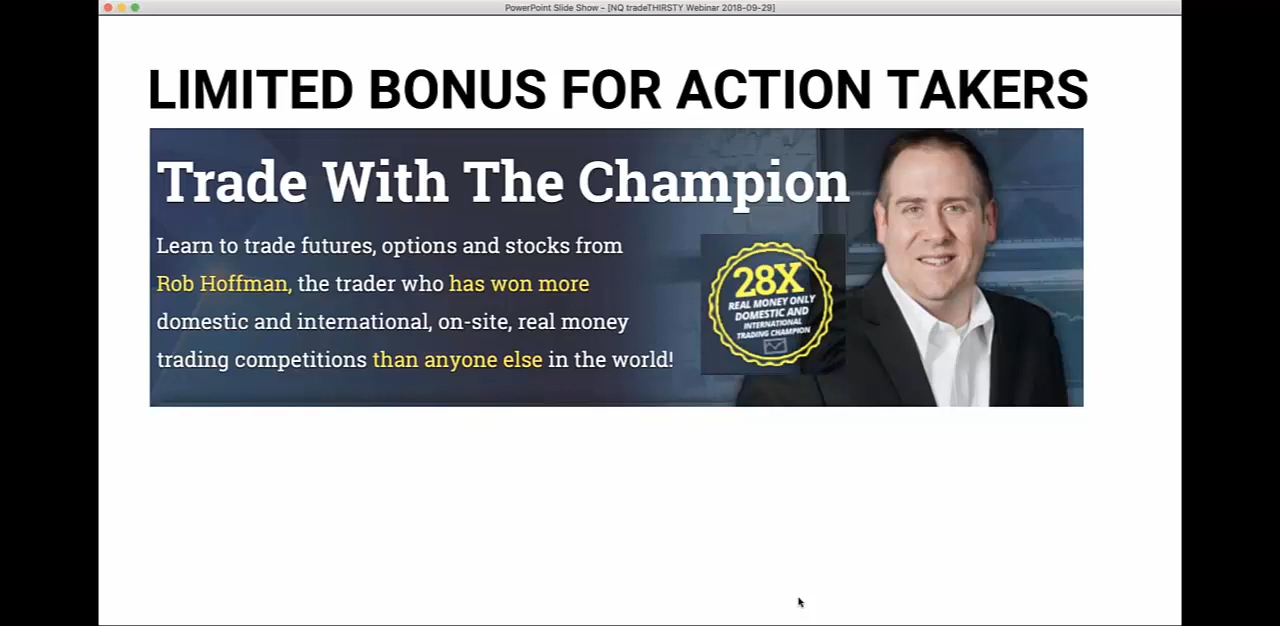 PowerPoint Slide Show - [NQ tradeTHIRSTY Webinar 2018-09-29]
LIMITED BONUS FOR ACTION TAKERS
Trade With The Champion
Learn to trade futures, options and stocks from
Rob Hoffman, the trader who has won more
domestic and international, on-site, real money
trading competitions than anyone else in the world!
28X
REAL MONEY ONLY
DOMESTIC AND
INTERNATIONAL
TRADING CHAMPION